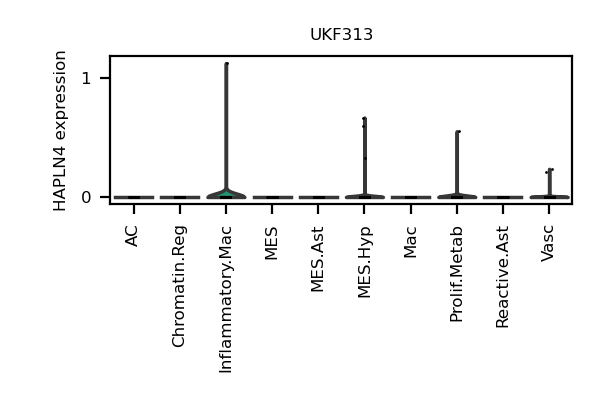 UKF313
HAPLN4 expression
1
0
AC
Chromatin.Reg
Inflammatory.Mac
MES
MES.Ast
MES.Hyp
Mac
Prolif.Metab
Reactive.Ast
Vasc